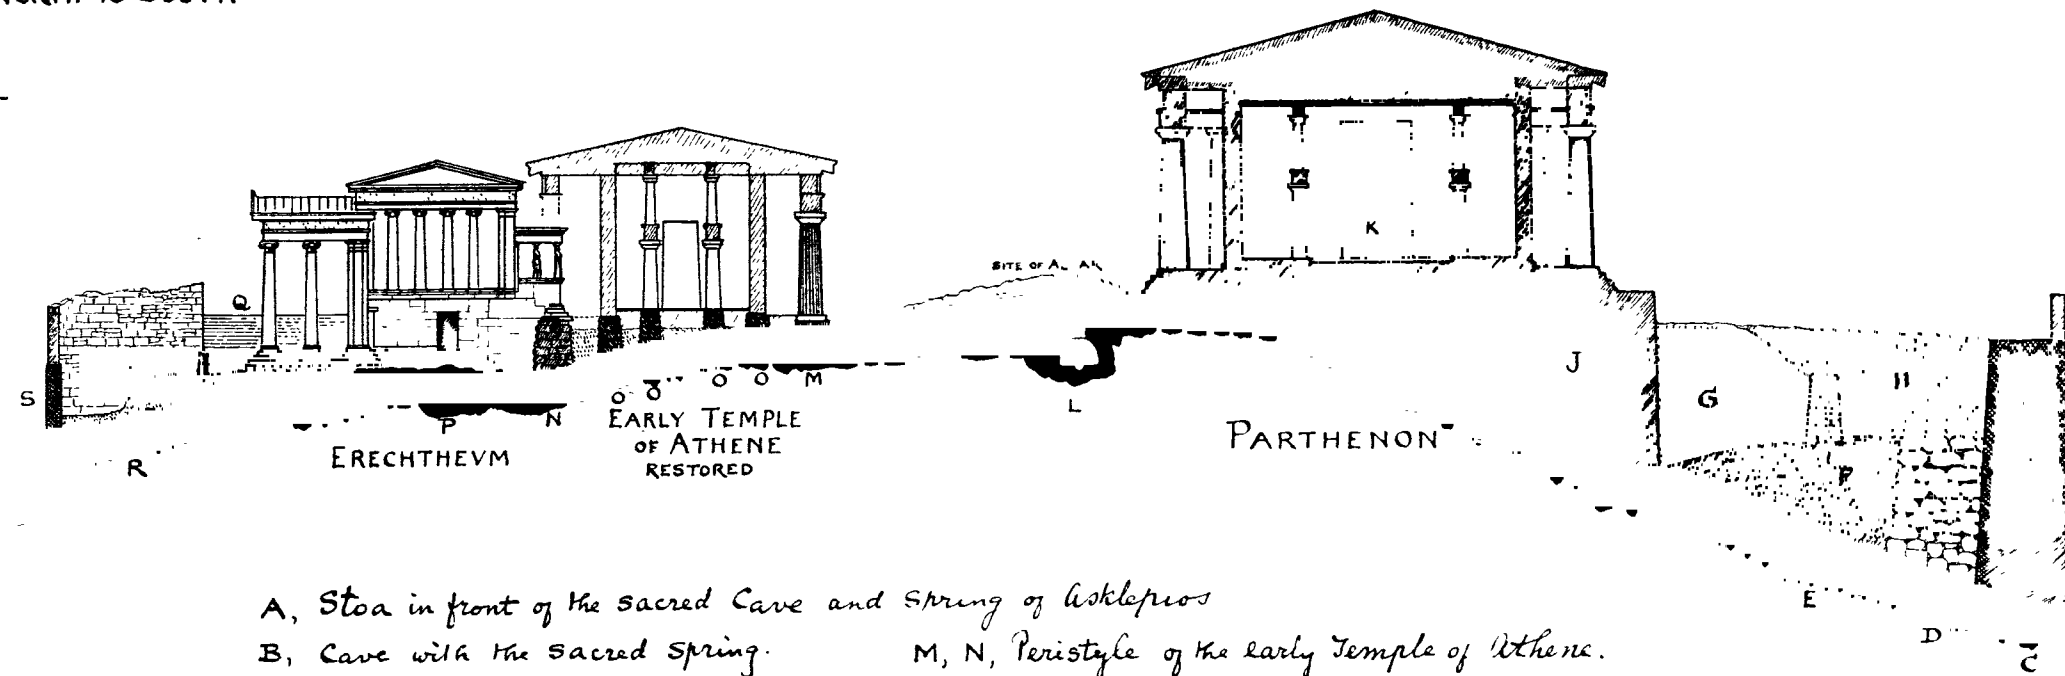 Q
K
SITE OF
S
J
G
H
O O O O M
L
P N
EARLY TEMPLE
OF ATHENE
RESTORED
PARTHENON
ERECHTHEVM
R
F
E
D
C
A, Stoa in front of the sacred Cave and Spring of Asklepios
B, Cave with the Sacred Spring.
M, N, Peristyle of the early Temple of Athene.